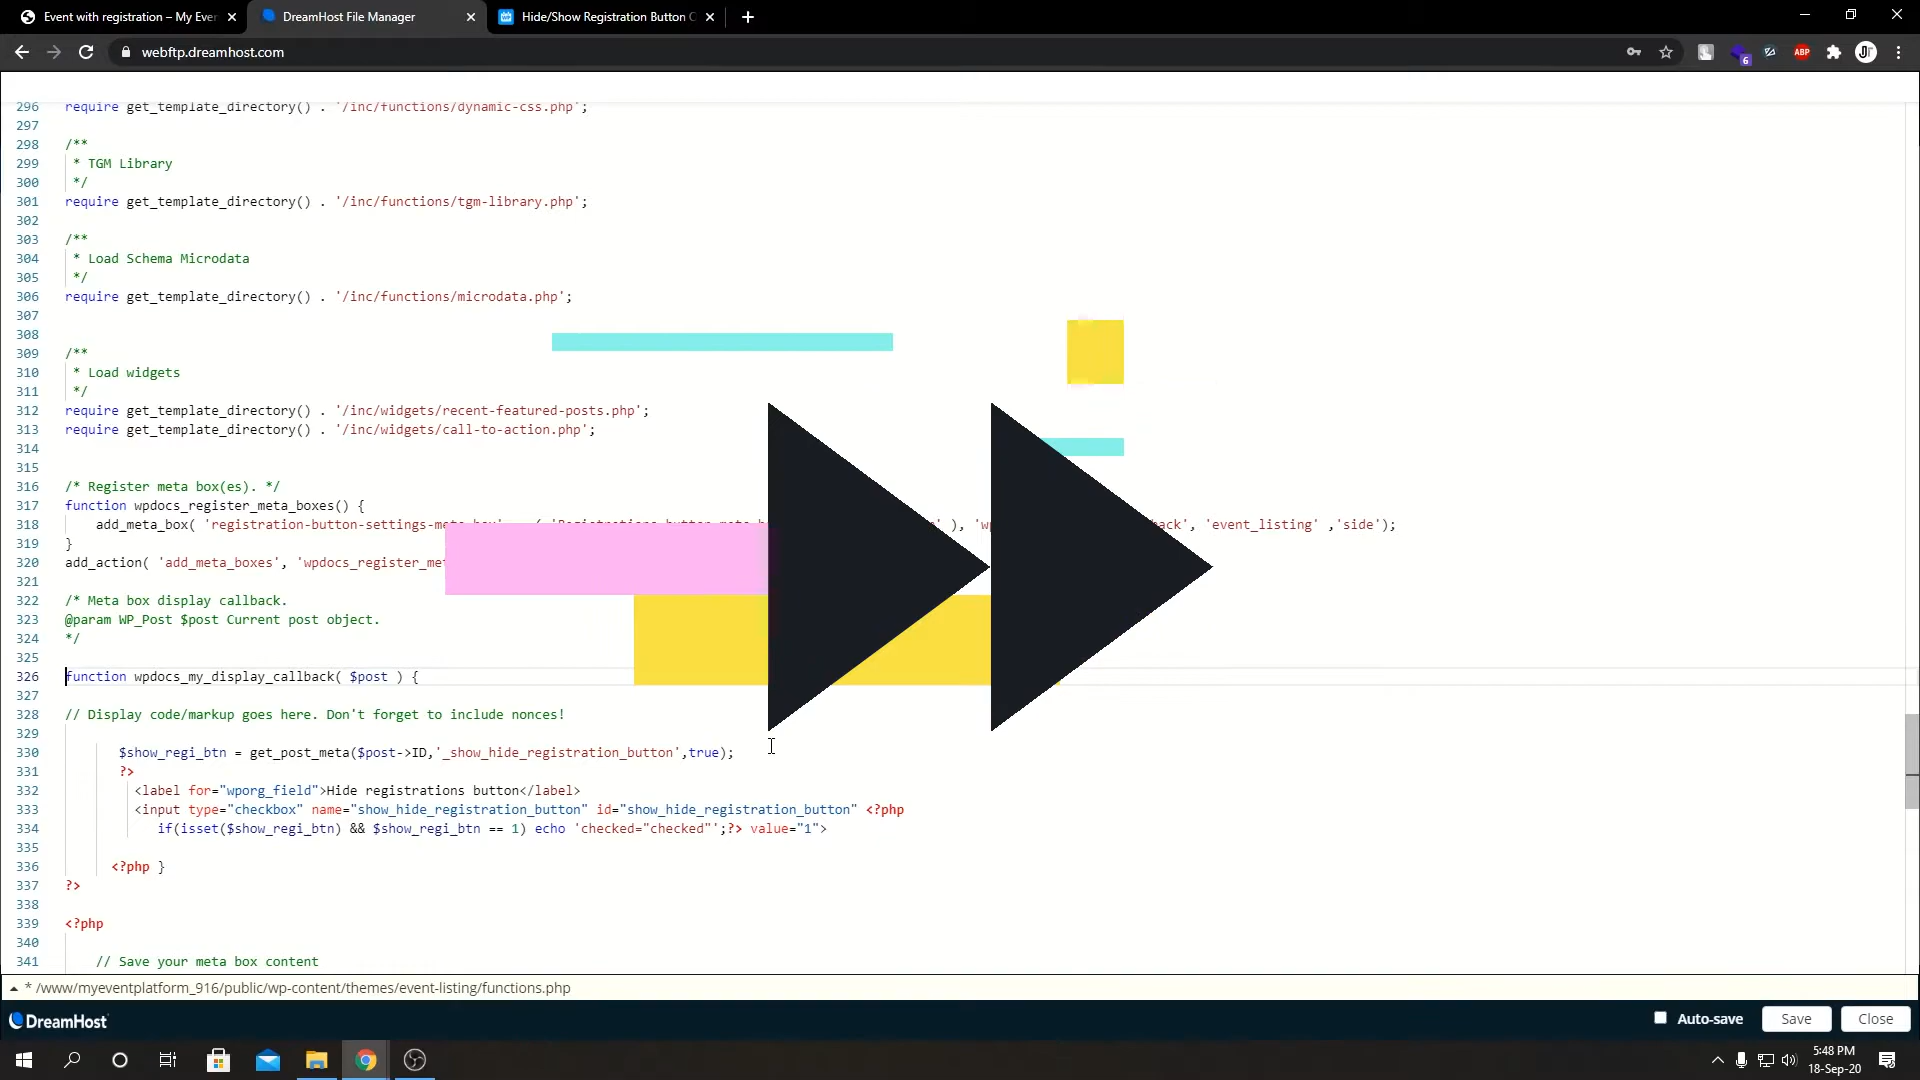 Event with registration – My Ever
DreamHost File Manager
Hide/Show Registration Button C
webftp.dreamhost.com
6
ABP
296 require get_template_directory() . '/inc/functions/dynamic-css.php';
297
298 /**
299 * TGM Library
300 */
301 require get_template_directory() . '/inc/functions/tgm-library.php';
302
303 /**
304 * Load Schema Microdata
305 */
306 require get_template_directory() . '/inc/functions/microdata.php';
307
308
309 /**
310 * Load widgets
311 */
312 require get_template_directory() . '/inc/widgets/recent-featured-posts.php';
313 require get_template_directory() . '/inc/widgets/call-to-action.php';
314
315
316 /* Register meta box(es). */
317 function wpdocs_register_meta_boxes() {
318 add_meta_box( 'registration-button-settings-meta-box' ( 'Registrations button meta ' ), 'w ack', 'event_listing' ,'side');
319 }
320 add_action( 'add_meta_boxes', 'wpdocs_register_me
321
322 /* Meta box display callback.
323 @param WP_Post $post Current post object.
324 */
325
326 function wpdocs_my_display_callback( $post ) {
327
328 // Display code/markup goes here. Don't forget to include nonces!
329
330 $show_regi_btn = get_post_meta($post->ID,'_show_hide_registration_button',true);
331 ?>
332 <label for="wporg_field">Hide registrations button</label>
333 <input type="checkbox" name="show_hide_registration_button" id="show_hide_registration_button" <?php
334 if(isset($show_regi_btn) && $show_regi_btn == 1) echo 'checked="checked"';?> value="1">
335
336 <?php }
337 ?>
338
339 <?php
340
341 // Save your meta box content
* /www/myeventplatform_916/public/wp-content/themes/event-listing/functions.php
DreamHost
Auto-save
Save
Close
5:48 PM
18-Sep-20